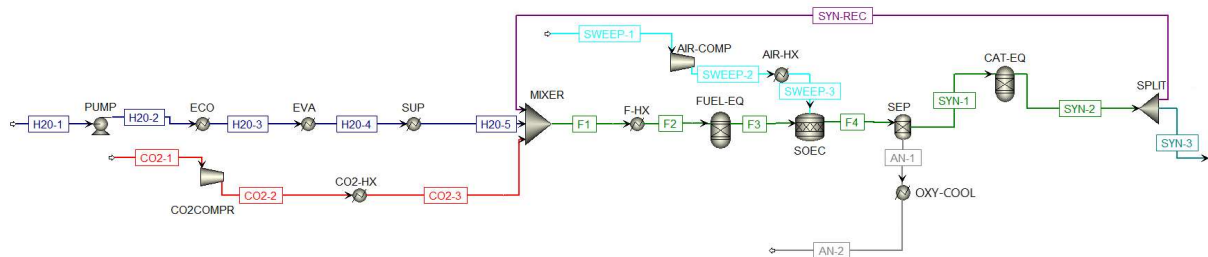 SYN-REC
SWEEP-1
AIR-COMP
AIR-HX
CAT-EQ
SWEEP-2
SPLIT
MIXER
SWEEP-3
PUMP
ECO
EVA
SUP
F-HX
FUEL-EQ
SEP
SYN-1
SYN-2
H20-1
H20-2
H20-3
H20-4
H20-5
F1
F2
F3
F4
SOEC
SYN-3
CO2-1
AN-1
CO2-HX
CO2-2
CO2-3
OXY-COOL
CO2COMPR
AN-2